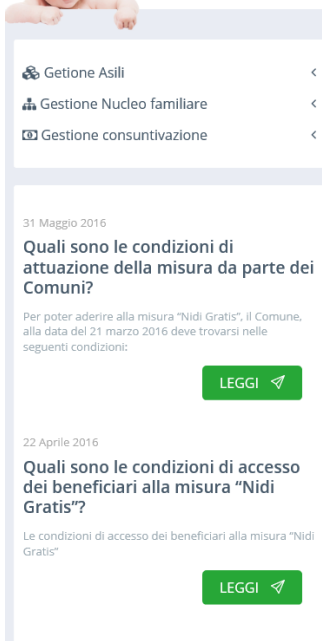 Getione Asili
Gestione Nucleo familiare
Gestione consuntivazione
31 Maggio 2016
Quali sono le condizioni di
attuazione della misura da parte dei
Comuni?
Per poter aderire alla misura “Nidi Gratis”, il Comune,
alla data del 21 marzo 2016 deve trovarsi nelle
seguenti condizioni:
LEGGI
22 Aprile 2016
Quali sono le condizioni di accesso
dei beneficiari alla misura “Nidi
Gratis”?
Le condizioni di accesso dei beneficiari alla misura “Nidi
Gratis”
LEGGI